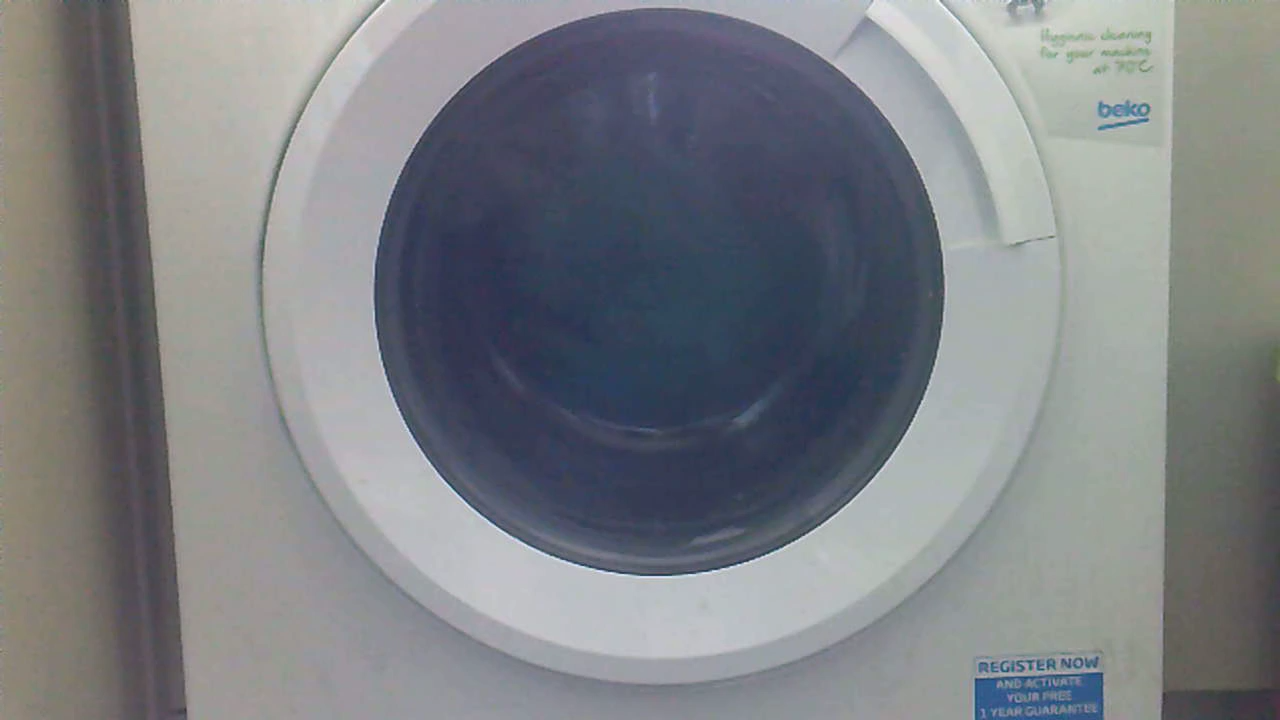 Hygienic cleaning
for your machine
at 70°C
beko
REGISTER NOW
AND ACTIVATE
YOUR FREE
1 YEAR GUARANTEE